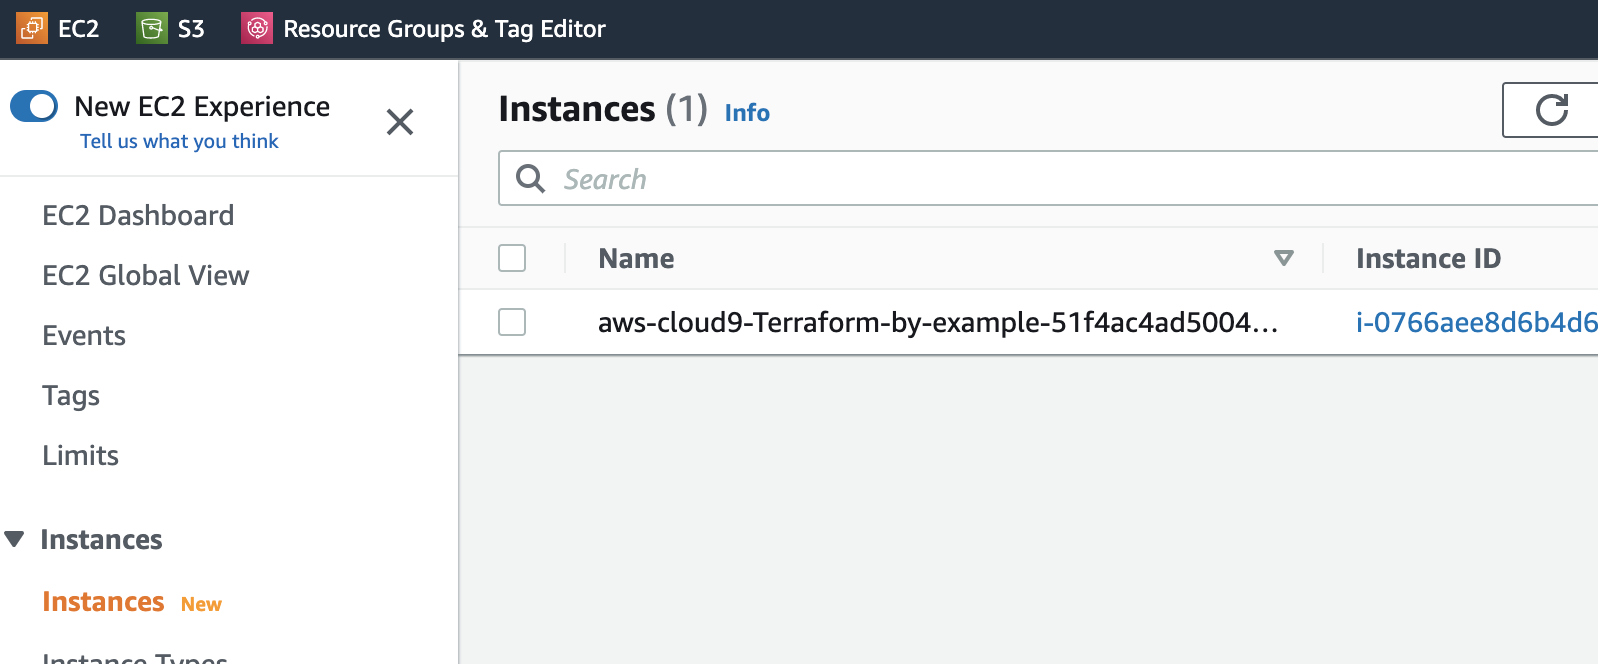 EC2 S3 Resource Groups & Tag Editor
New EC2 Experience
Tell us what you think
EC2 Dashboard
EC2 Global View
Events
Tags
Limits
Instances
Instances New
Instance Types
Instances (1) Info
Search
Name Instance ID
aws-cloud9-Terraform-by-example-51f4ac4ad5004... i-0766aee8d6b4d6